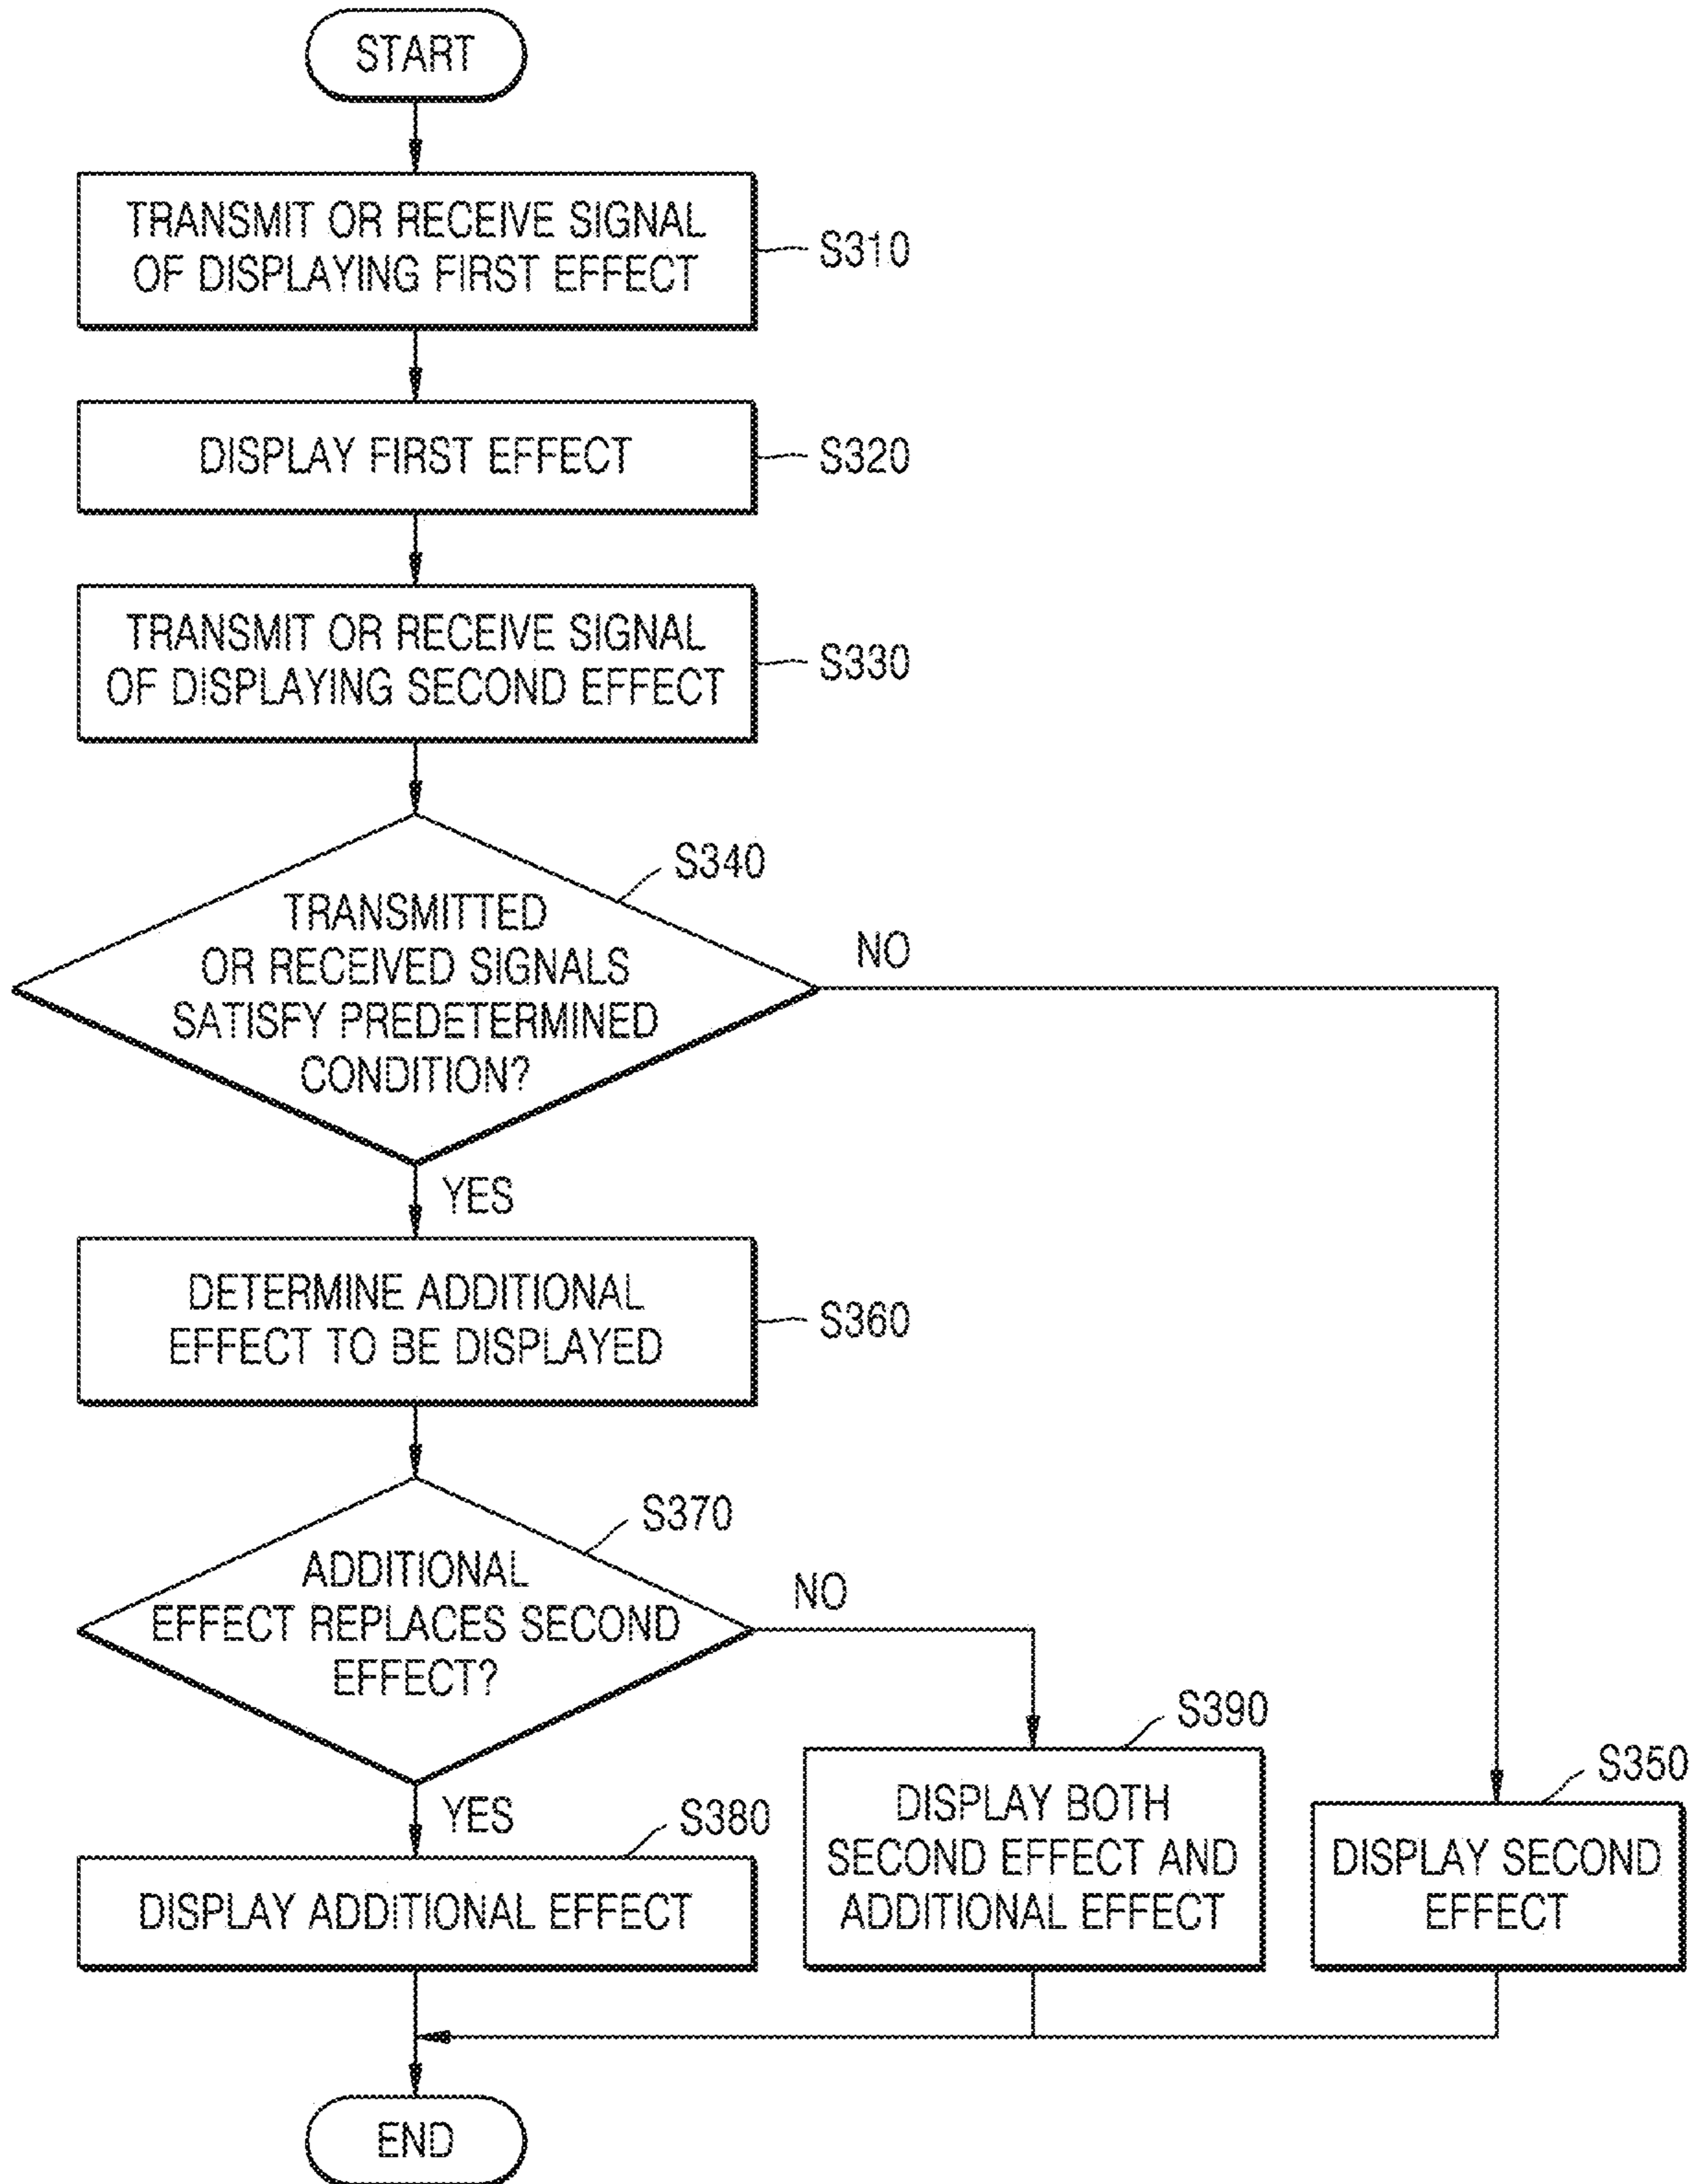 START
TRANSMIT OR RECEIVE SIGNAL
OF DISPLAYING FIRST EFFECT
S310
DISPLAY FIRST EFFECT
S320
TRANSMIT OR RECEIVE SIGNAL
OF DISPLAYING SECOND EFFECT
S330
S340
TRANSMITTED
OR RECEIVED SIGNALS
SATISFY PREDETERMINED
CONDITION?
NO
YES
DETERMINE ADDITIONAL
EFFECT TO BE DISPLAYED
S360
S370
ADDITIONAL
EFFECT REPLACES SECOND
EFFECT?
NO
YES
S380
DISPLAY ADDITIONAL EFFECT
S390
DISPLAY BOTH
SECOND EFFECT AND
ADDITIONAL EFFECT
S350
DISPLAY SECOND
EFFECT
END